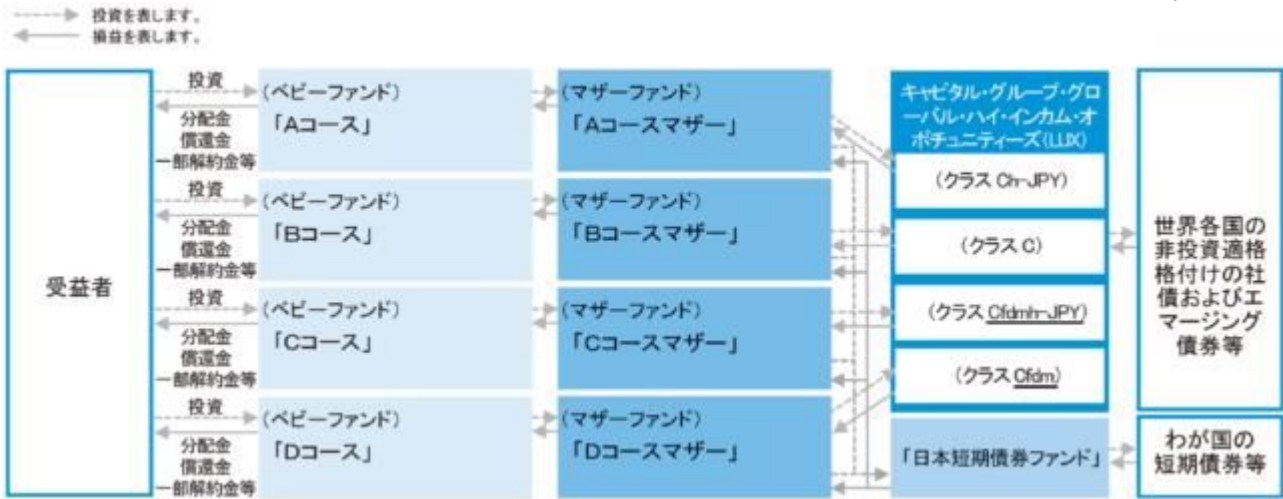 投資を表します。
損益を表します。
受益者
投資
分配金
償還金
一部解約金等
(ベビーファンド)
「Aコース」
(マザーファンド)
「Aコースマザー」
投資
分配金
償還金
一部解約金等
(ベビーファンド)
「Bコース」
(マザーファンド)
「Bコースマザー」
投資
分配金
償還金
一部解約金等
(ベビーファンド)
「Cコース」
(マザーファンド)
「Cコースマザー」
投資
分配金
償還金
一部解約金等
(ベビーファンド)
「Dコース」
(マザーファンド)
「Dコースマザー」
キャピタル・グループ・グロ
ーバル・ハイ・インカム・オ
ポチュニティーズ(LUX)
(クラス Ch-JPY)
(クラス C)
(クラス Cfdmh-JPY)
(クラス Cfdm)
「日本短期債券ファンド」
世界各国の
非投資適格
格付けの社
債およびエ
マージング
債券等
わが国の
短期債券等